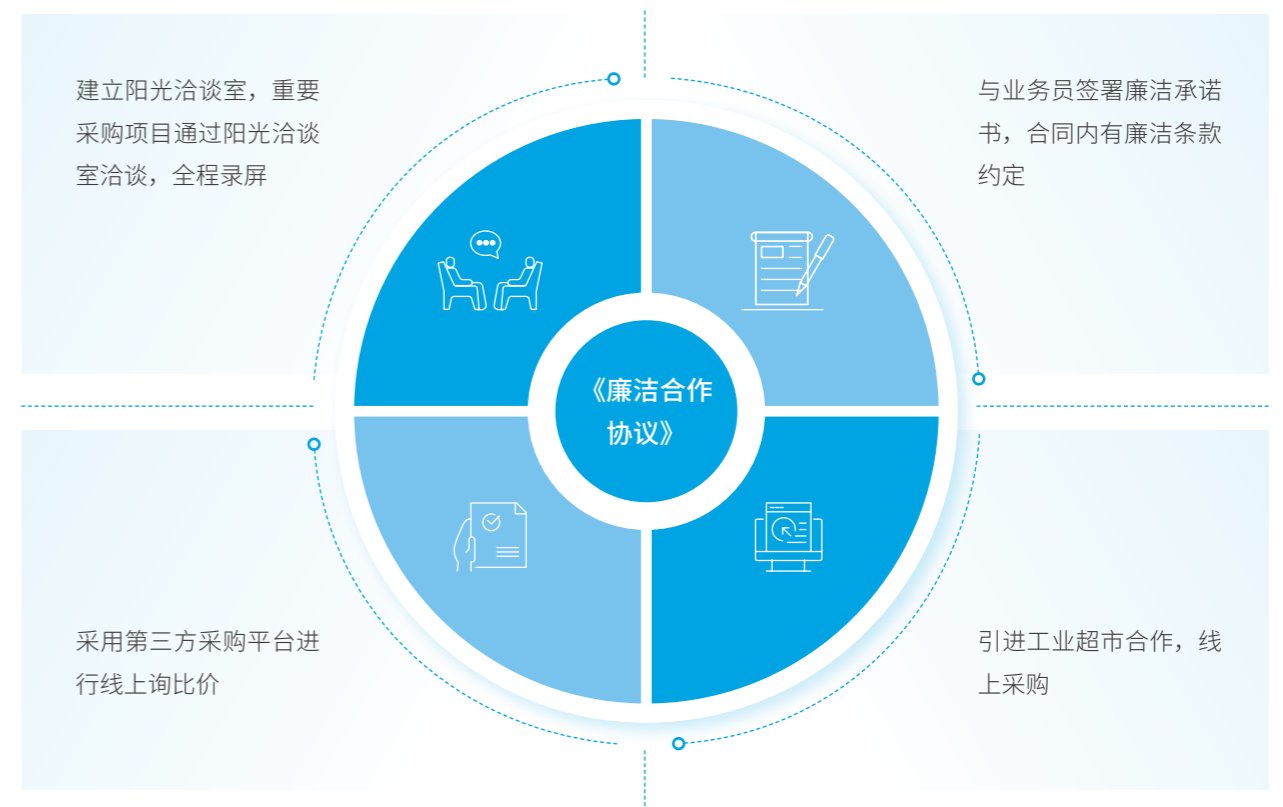 建立阳光洽谈室，重要
采购项目通过阳光洽谈
室洽谈，全程录屏
与业务员签署廉洁承诺
书，合同内有廉洁条款
约定
《廉洁合作
协议》
采用第三方采购平台进
行线上询比价
引进工业超市合作，线
上采购